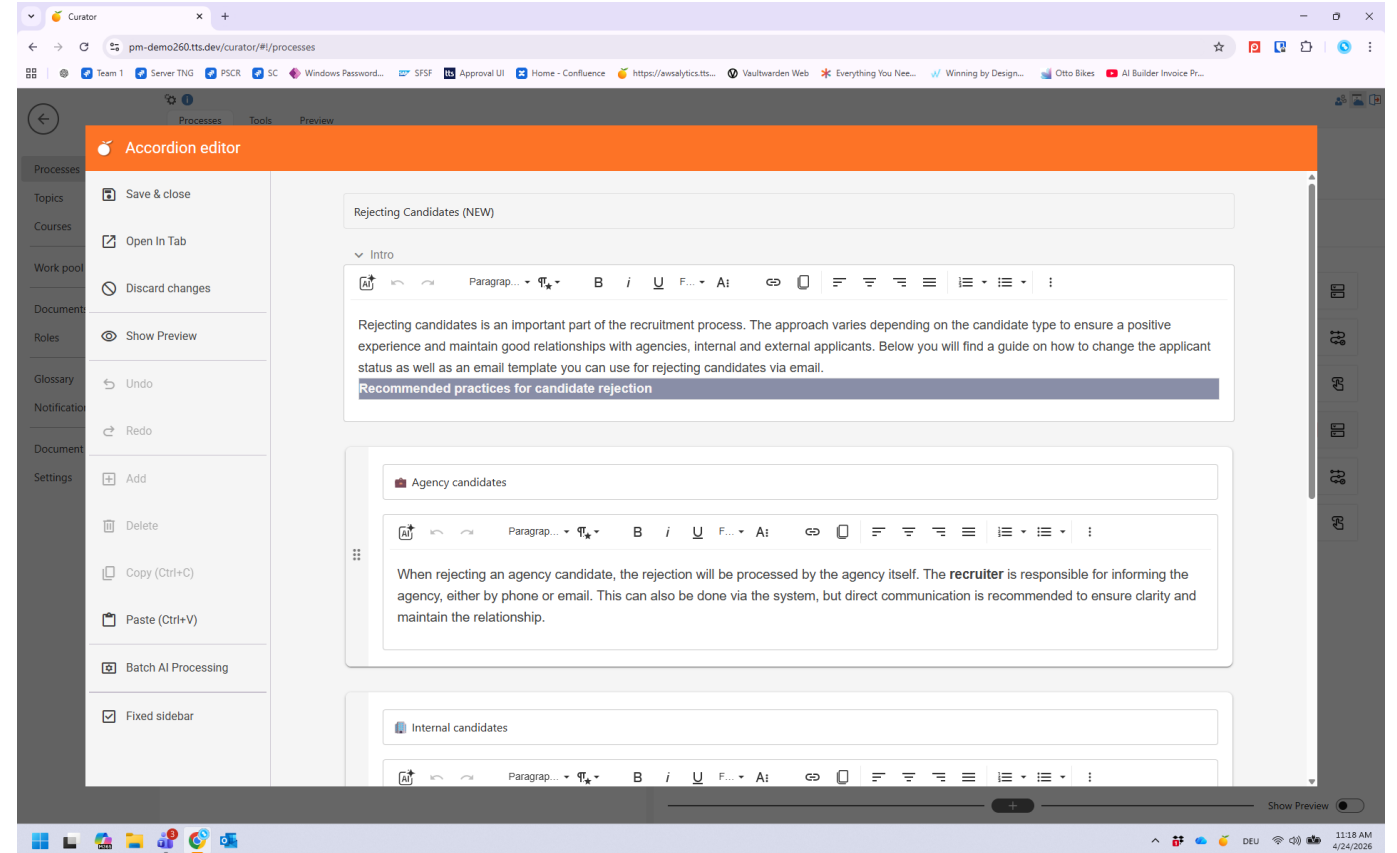 Curator
pm-demo260.tts.dev/curator/#!/processes
Team 1 Server TNG PSCR SC Windows Password... SFSF tts Approval UI Home - Confluence https://awsalytics.tts... Vaultwarden Web Everything You Nee... Winning by Design... Otto Bikes AI Builder Invoice Pr...
Processes Tools Preview
Accordion editor
Processes
Topics
Courses
Work pool
Documents
Roles
Glossary
Notification
Document
Settings
Save & close
Open In Tab
Discard changes
Show Preview
Undo
Redo
Add
Delete
Copy (Ctrl+C)
Paste (Ctrl+V)
Batch AI Processing
Fixed sidebar
Rejecting Candidates (NEW)
Intro
AI Paragrap... B i U F... A
Rejecting candidates is an important part of the recruitment process. The approach varies depending on the candidate type to ensure a positive
experience and maintain good relationships with agencies, internal and external applicants. Below you will find a guide on how to change the applicant
status as well as an email template you can use for rejecting candidates via email.
Recommended practices for candidate rejection
💼 Agency candidates
AI Paragrap... B i U F... A
When rejecting an agency candidate, the rejection will be processed by the agency itself. The recruiter is responsible for informing the
agency, either by phone or email. This can also be done via the system, but direct communication is recommended to ensure clarity and
maintain the relationship.
🏢 Internal candidates
AI Paragrap... B i U F... A
Show Preview
M365
3
DEU
11:18 AM
4/24/2026